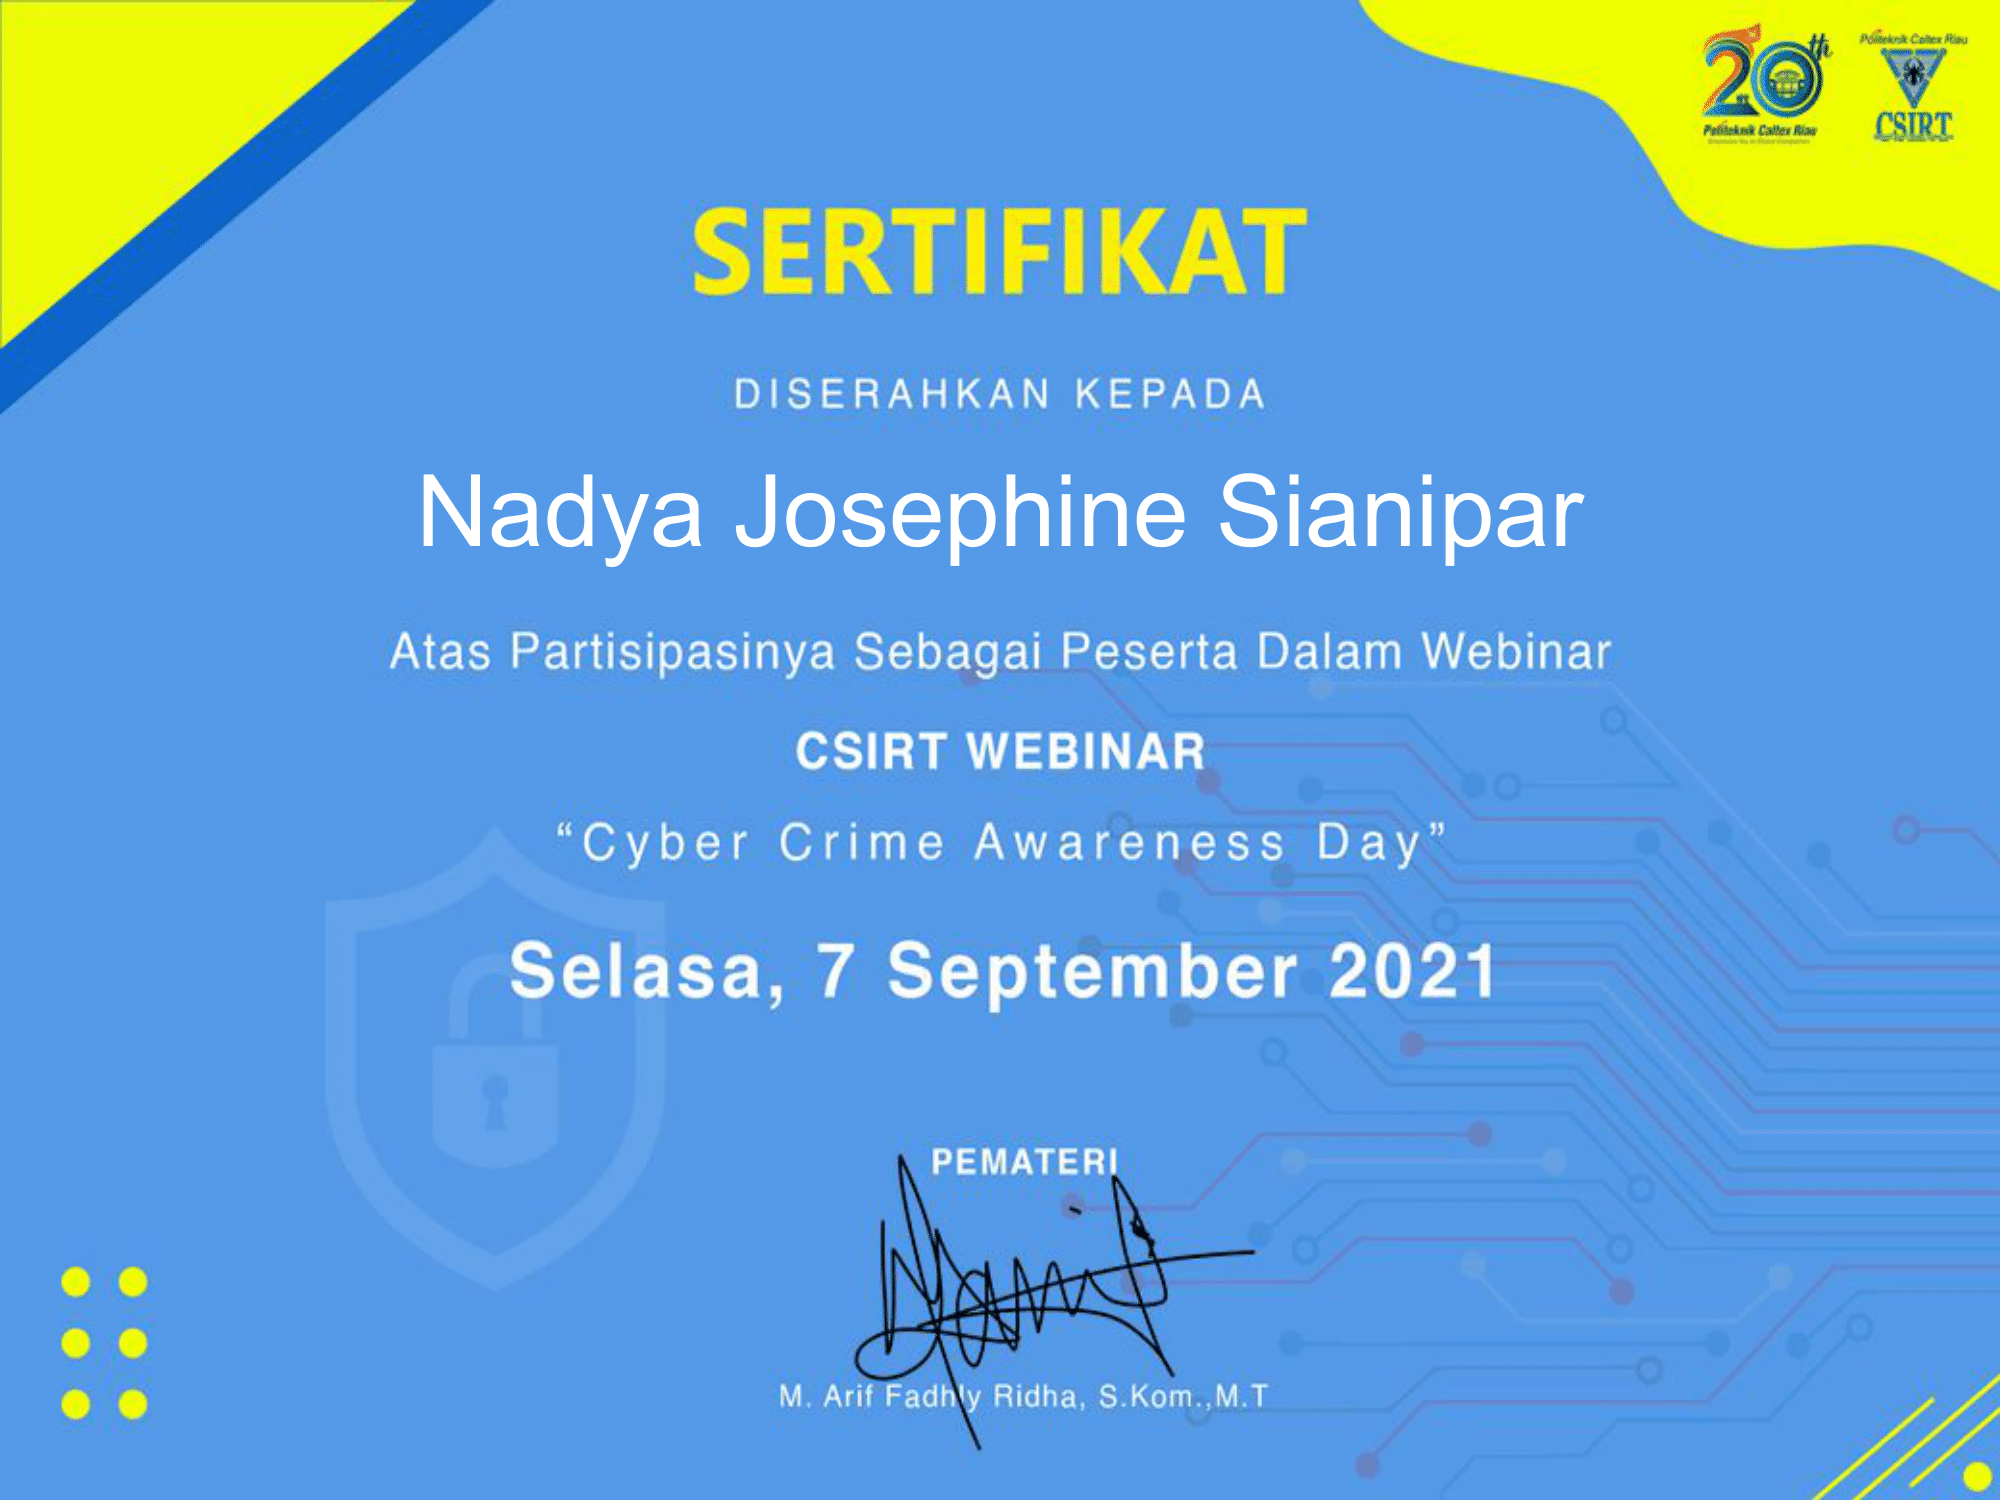 20th
Politeknik Caltex Riau
Politeknik Caltex Riau
CSIRT
SERTIFIKAT
DISERAHKAN KEPADA
Nadya Josephine Sianipar
Atas Partisipasinya Sebagai Peserta Dalam Webinar
CSIRT WEBINAR
“Cyber Crime Awareness Day”
Selasa, 7 September 2021
PEMATERI
M. Arif Fadhly Ridha, S.Kom.,M.T